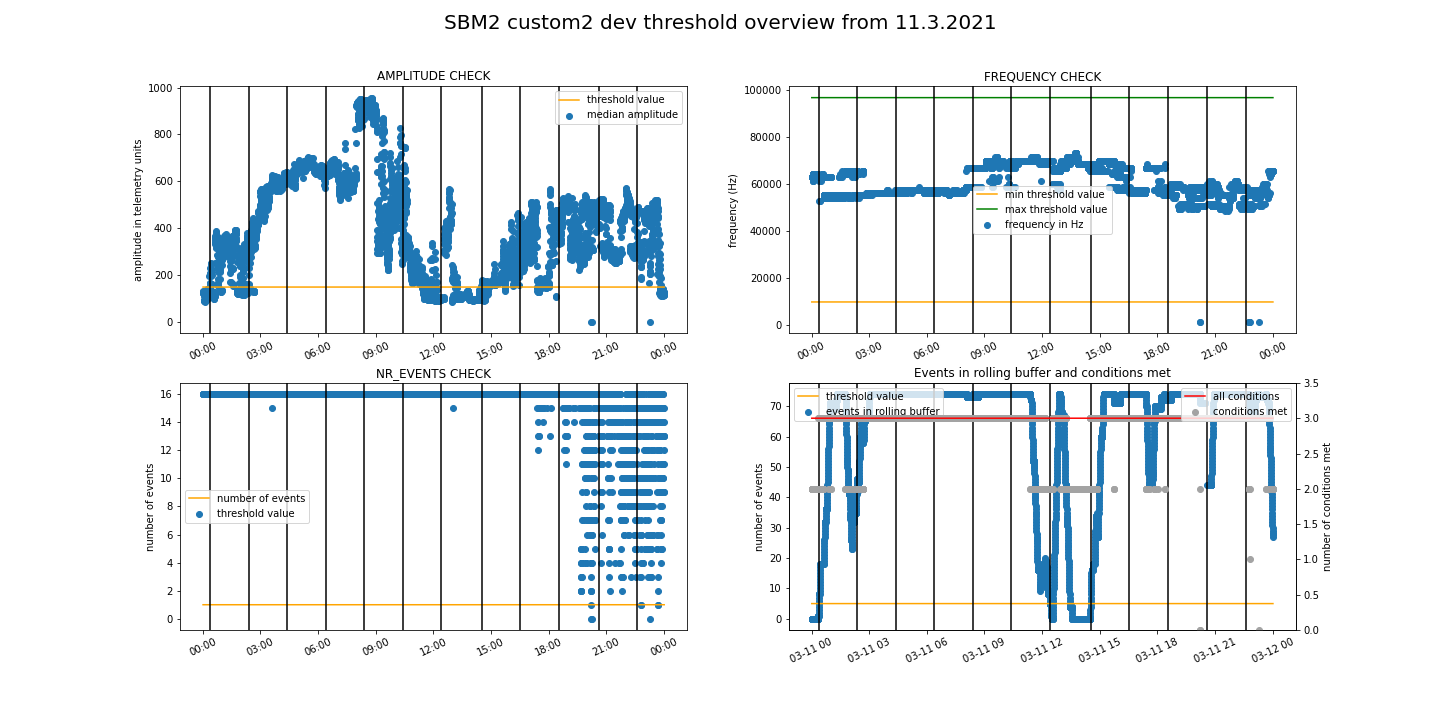 SBM2 custom2 dev threshold overview from 11.3.2021
AMPLITUDE CHECK
amplitude in telemetry units
1000
800
600
400
200
0
threshold value
median amplitude
00:00 03:00 06:00 09:00 12:00 15:00 18:00 21:00 00:00
FREQUENCY CHECK
frequency (Hz)
100000
80000
60000
40000
20000
0
min threshold value
max threshold value
frequency in Hz
00:00 03:00 06:00 09:00 12:00 15:00 18:00 21:00 00:00
NR_EVENTS CHECK
number of events
16
14
12
10
8
6
4
2
0
number of events
threshold value
00:00 03:00 06:00 09:00 12:00 15:00 18:00 21:00 00:00
Events in rolling buffer and conditions met
number of events
70
60
50
40
30
20
10
0
threshold value
events in rolling buffer
all conditions
conditions met
3.5
3.0
2.5
2.0
1.5
1.0
0.5
0.0
number of conditions met
03-11 00 03-11 03 03-11 06 03-11 09 03-11 12 03-11 15 03-11 18 03-11 21 03-12 00